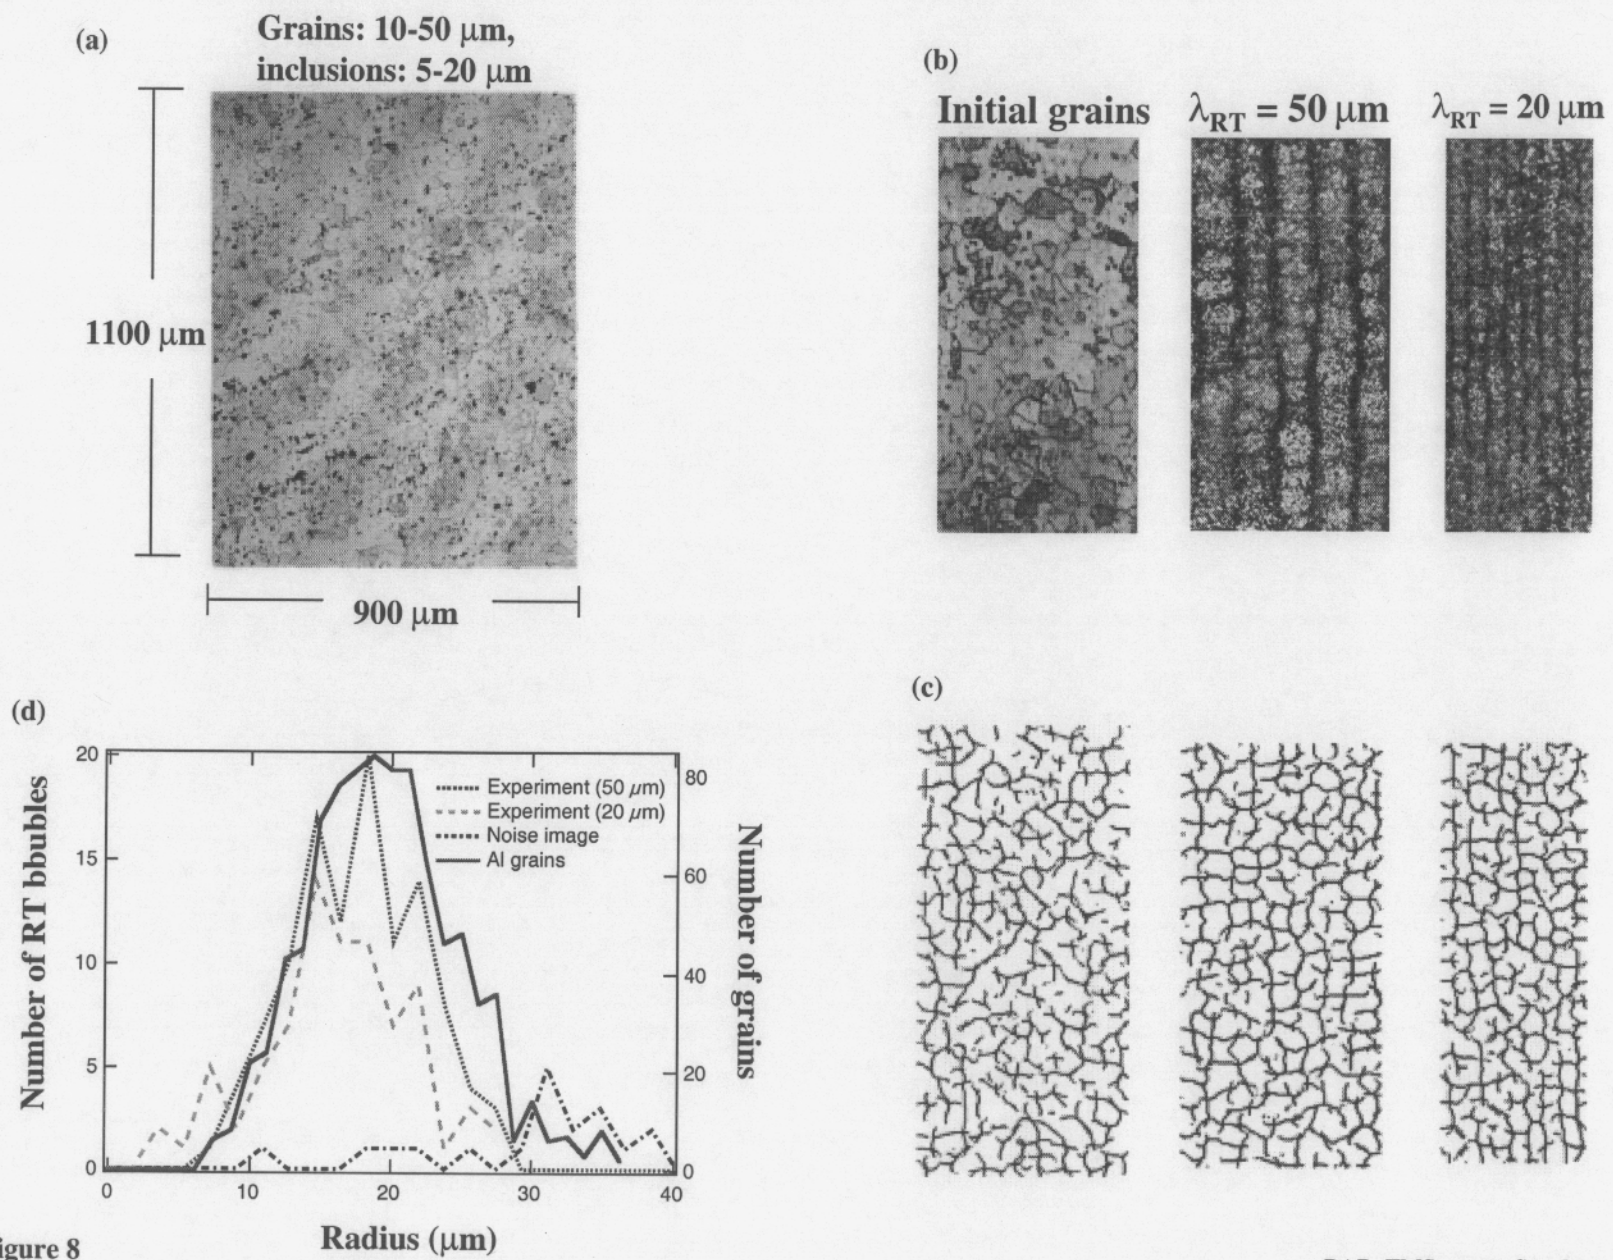 (a)
Grains: 10-50 μm,
inclusions: 5-20 μm
1100 μm
900 μm
(b)
Initial grains
λRT = 50 μm
λRT = 20 μm
(c)
(d)
Number of RT bbubles
20
15
10
5
0
Experiment (50 μm)
Experiment (20 μm)
Noise image
Al grains
80
60
40
20
0
Number of grains
0 10 20 30 40
Radius (μm)
igure 8